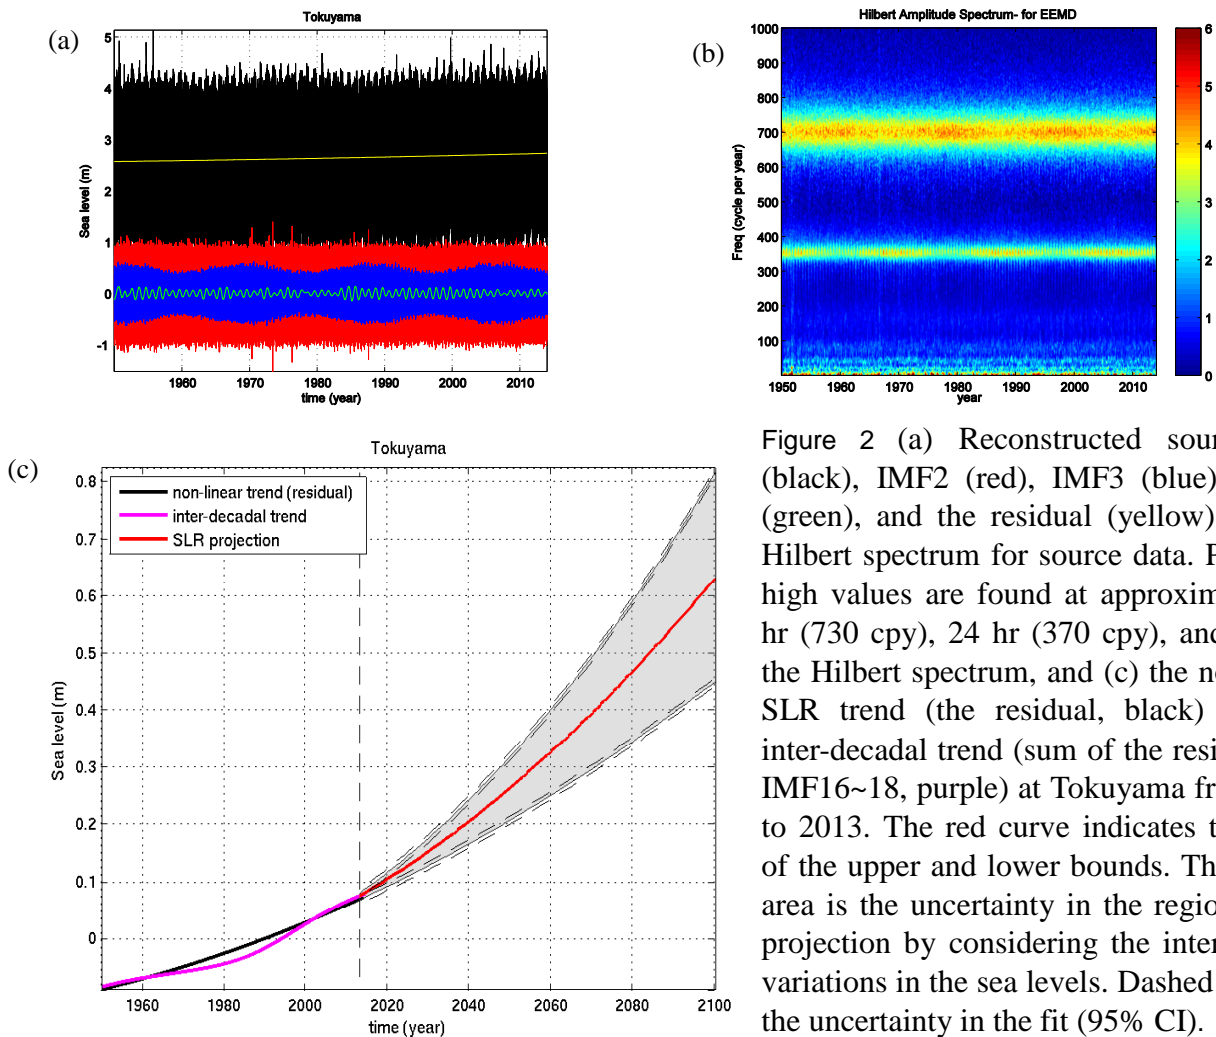 (a)
Tokuyama
5
4
3
2
1
0
-1
Sea level (m)
1960 1970 1980 1990 2000 2010
time (year)
(b)
Hilbert Amplitude Spectrum- for EEMD
1000
900
800
700
600
500
400
300
200
100
Freq (cycle per year)
1950 1960 1970 1980 1990 2000 2010
year
6
5
4
3
2
1
0
(c)
Tokuyama
non-linear trend (residual)
inter-decadal trend
SLR projection
0.8
0.7
0.6
0.5
0.4
0.3
0.2
0.1
0
Sea level (m)
1960 1980 2000 2020 2040 2060 2080 2100
time (year)
Figure 2 (a) Reconstructed sour
(black), IMF2 (red), IMF3 (blue)
(green), and the residual (yellow)
Hilbert spectrum for source data. P
high values are found at approxim
hr (730 cpy), 24 hr (370 cpy), and
the Hilbert spectrum, and (c) the no
SLR trend (the residual, black)
inter-decadal trend (sum of the resi
IMF16~18, purple) at Tokuyama fr
to 2013. The red curve indicates t
of the upper and lower bounds. Th
area is the uncertainty in the regio
projection by considering the inter
variations in the sea levels. Dashed
the uncertainty in the fit (95% CI).